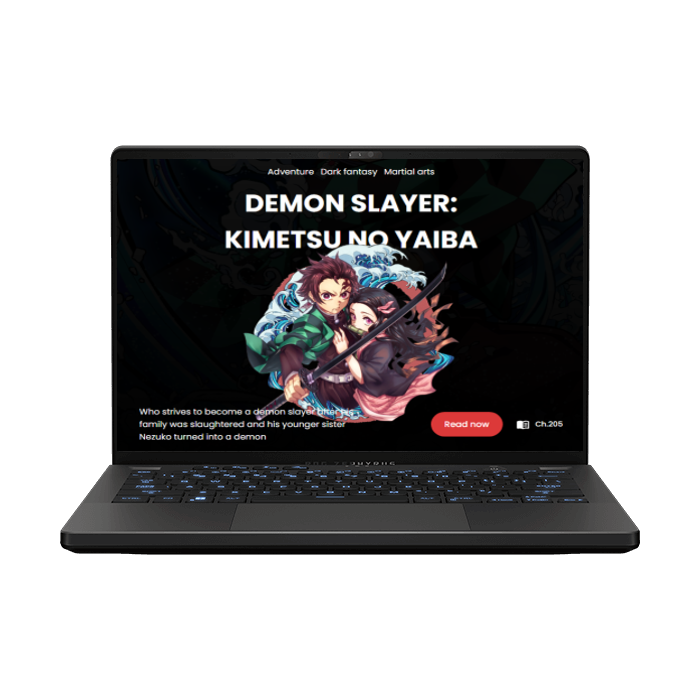 Adventure Dark fantasy Martial arts
DEMON SLAYER:
KIMETSU NO YAIBA
Who strives to become a demon slayer after his
family was slaughtered and his younger sister
Nezuko turned into a demon
Read now
Ch.205